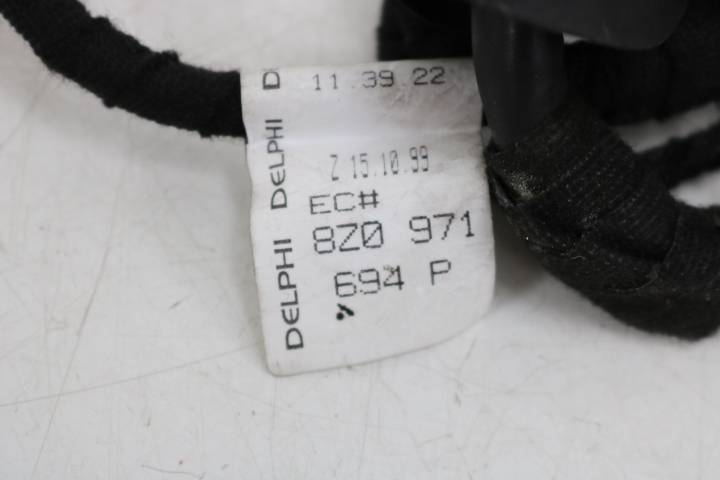 11 39 22
Z 15.10.99
EC#
8Z0 971
694 P
DELPHI
DELPHI